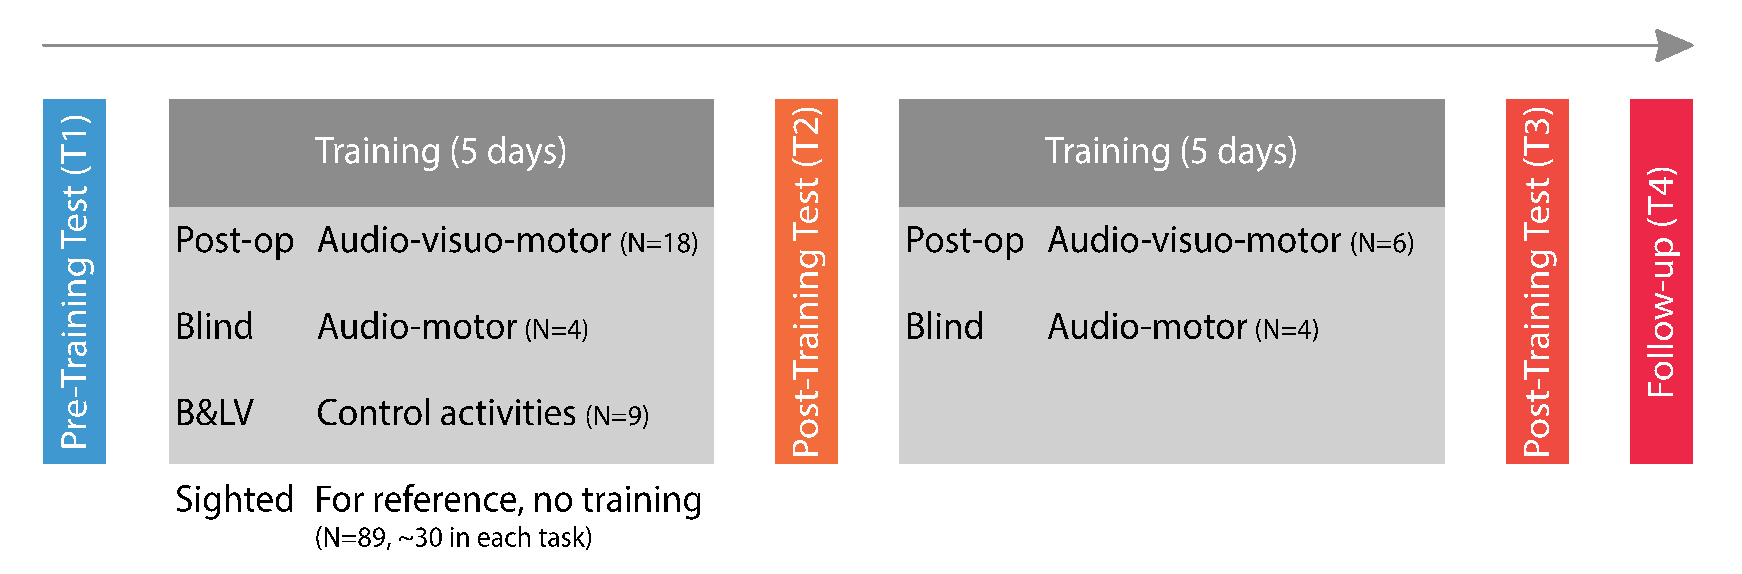 Pre-Training Test (T1)
Training (5 days)
Post-op Audio-visuo-motor (N=18)
Blind Audio-motor (N=4)
B&LV Control activities (N=9)
Sighted For reference, no training
(N=89, ~30 in each task)
Post-Training Test (T2)
Training (5 days)
Post-op Audio-visuo-motor (N=6)
Blind Audio-motor (N=4)
Post-Training Test (T3)
Follow-up (T4)